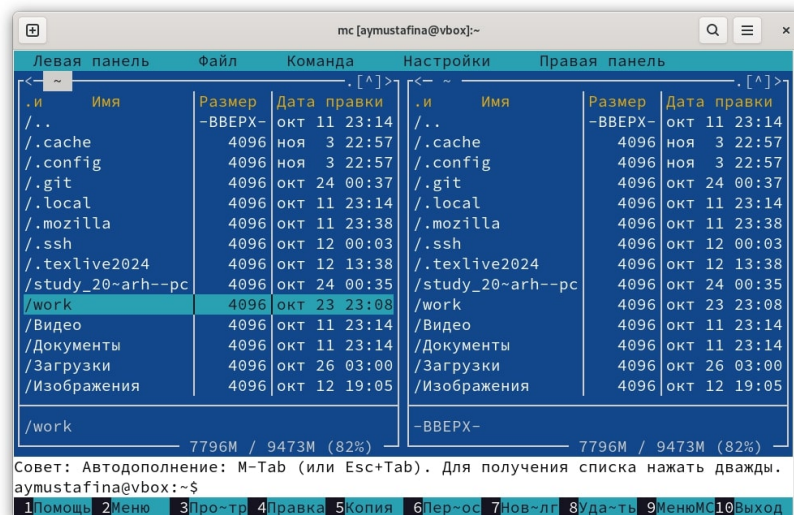 mc [aymustafina@vbox]:~
Левая панель Файл Команда Настройки Правая панель
<— ~ .[^]> <— ~ .[^]>
.и Имя Размер Дата правки .и Имя Размер Дата правки
/.. -ВВЕРХ- окт 11 23:14 /.. -ВВЕРХ- окт 11 23:14
/.cache 4096 ноя 3 22:57 /.cache 4096 ноя 3 22:57
/.config 4096 ноя 3 22:57 /.config 4096 ноя 3 22:57
/.git 4096 окт 24 00:37 /.git 4096 окт 24 00:37
/.local 4096 окт 11 23:14 /.local 4096 окт 11 23:14
/.mozilla 4096 окт 11 23:38 /.mozilla 4096 окт 11 23:38
/.ssh 4096 окт 12 00:03 /.ssh 4096 окт 12 00:03
/.texlive2024 4096 окт 12 13:38 /.texlive2024 4096 окт 12 13:38
/study_20~arh--pc 4096 окт 24 00:35 /study_20~arh--pc 4096 окт 24 00:35
/work 4096 окт 23 23:08 /work 4096 окт 23 23:08
/Видео 4096 окт 11 23:14 /Видео 4096 окт 11 23:14
/Документы 4096 окт 11 23:14 /Документы 4096 окт 11 23:14
/Загрузки 4096 окт 26 03:00 /Загрузки 4096 окт 26 03:00
/Изображения 4096 окт 12 19:05 /Изображения 4096 окт 12 19:05
/work -ВВЕРХ-
7796M / 9473M (82%) 7796M / 9473M (82%)
Совет: Автодополнение: M-Tab (или Esc+Tab). Для получения списка нажать дважды.
aymustafina@vbox:~$
1Помощь 2Меню 3Про~тр 4Правка 5Копия 6Пер~ос 7Нов~лг 8Уда~ть 9МенюMC 10Выход